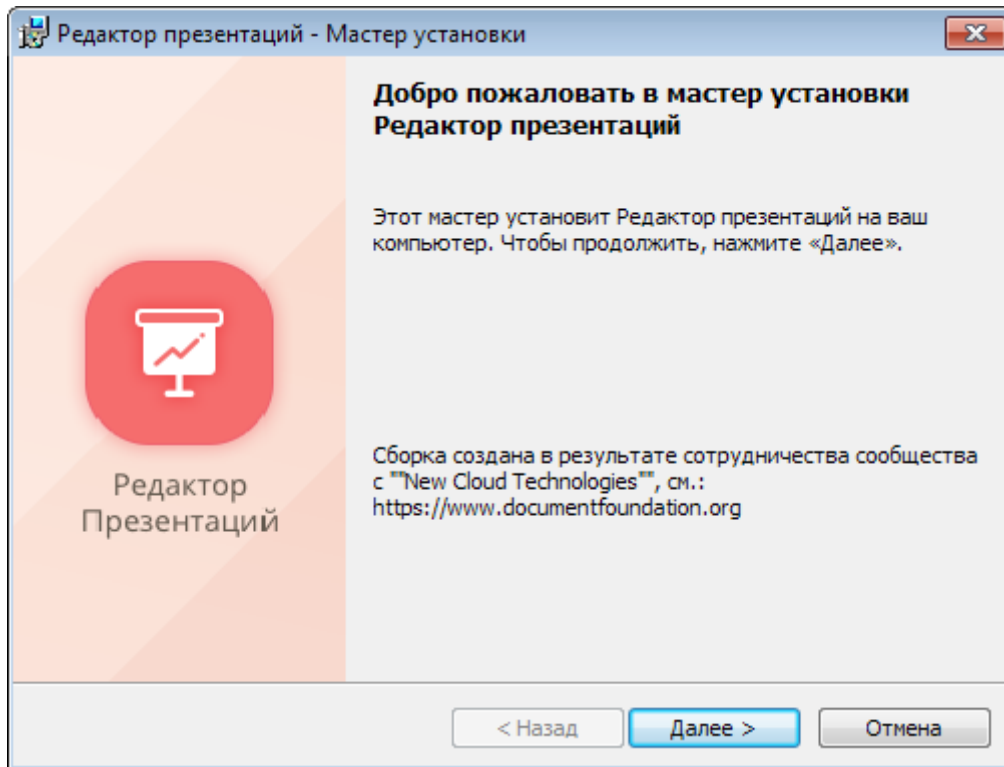 Редактор презентаций - Мастер установки
Добро пожаловать в мастер установки
Редактор презентаций
Этот мастер установит Редактор презентаций на ваш
компьютер. Чтобы продолжить, нажмите «Далее».
Редактор
Презентаций
Сборка создана в результате сотрудничества сообщества
с ""New Cloud Technologies"", см.:
https://www.documentfoundation.org
< Назад
Далее >
Отмена